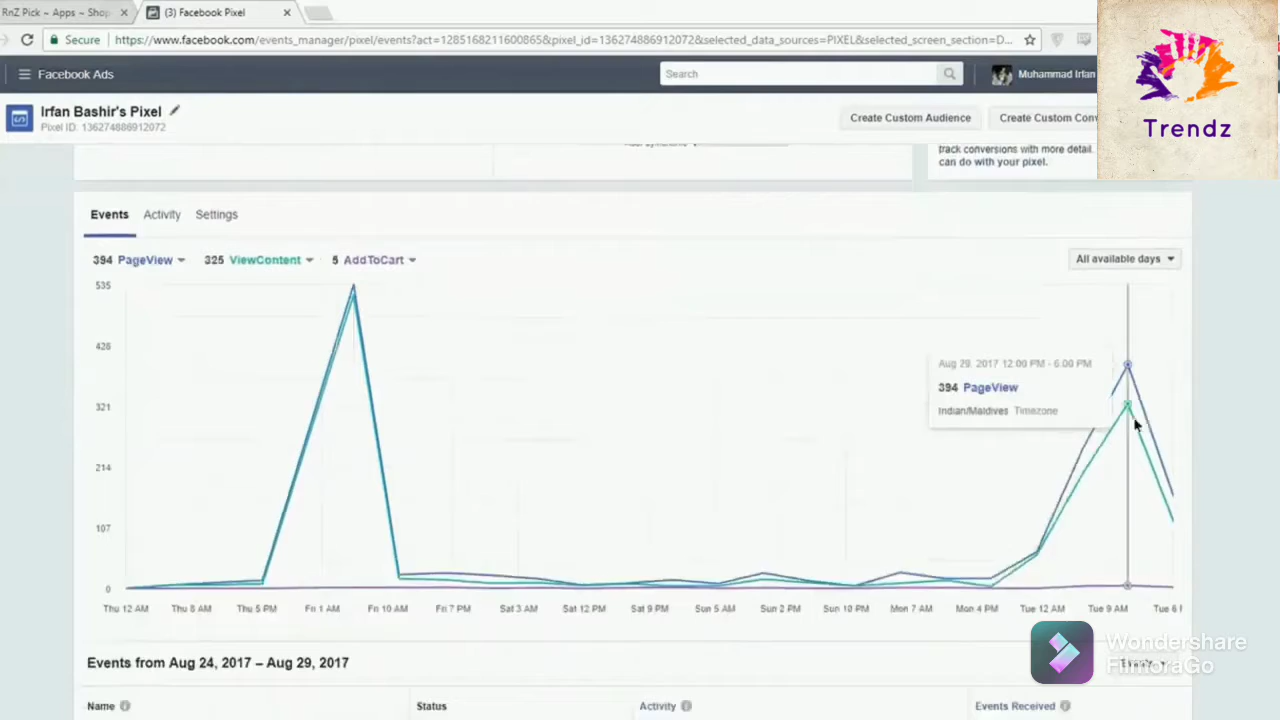 RnZ Pick ~ Apps ~ Shop
(3) Facebook Pixel
Secure
https://www.facebook.com/events_manager/pixel/events?act=1285168211600865&pixel_id=136274886912072&selected_data_sources=PIXEL&selected_screen_section=D...
Facebook Ads
Search
Muhammad Irfan
Trendz
Irfan Bashir's Pixel
Pixel ID: 136274886912072
Create Custom Audience
Create Custom Conv
track conversions with more detail
can do with your pixel.
Events Activity Settings
394 PageView 325 ViewContent 5 AddToCart
All available days
535
428
321
214
107
0
Aug 29, 2017 12:00 PM - 6:00 PM
394 PageView
Indian/Maldives Timezone
Thu 12 AM Thu 8 AM Thu 5 PM Fri 1 AM Fri 10 AM Fri 7 PM Sat 3 AM Sat 12 PM Sat 9 PM Sun 5 AM Sun 2 PM Sun 10 PM Mon 7 AM Mon 4 PM Tue 12 AM Tue 9 AM Tue 6
Wondershare
FilmoraGo
Events from Aug 24, 2017 – Aug 29, 2017
Name Status Activity Events Received